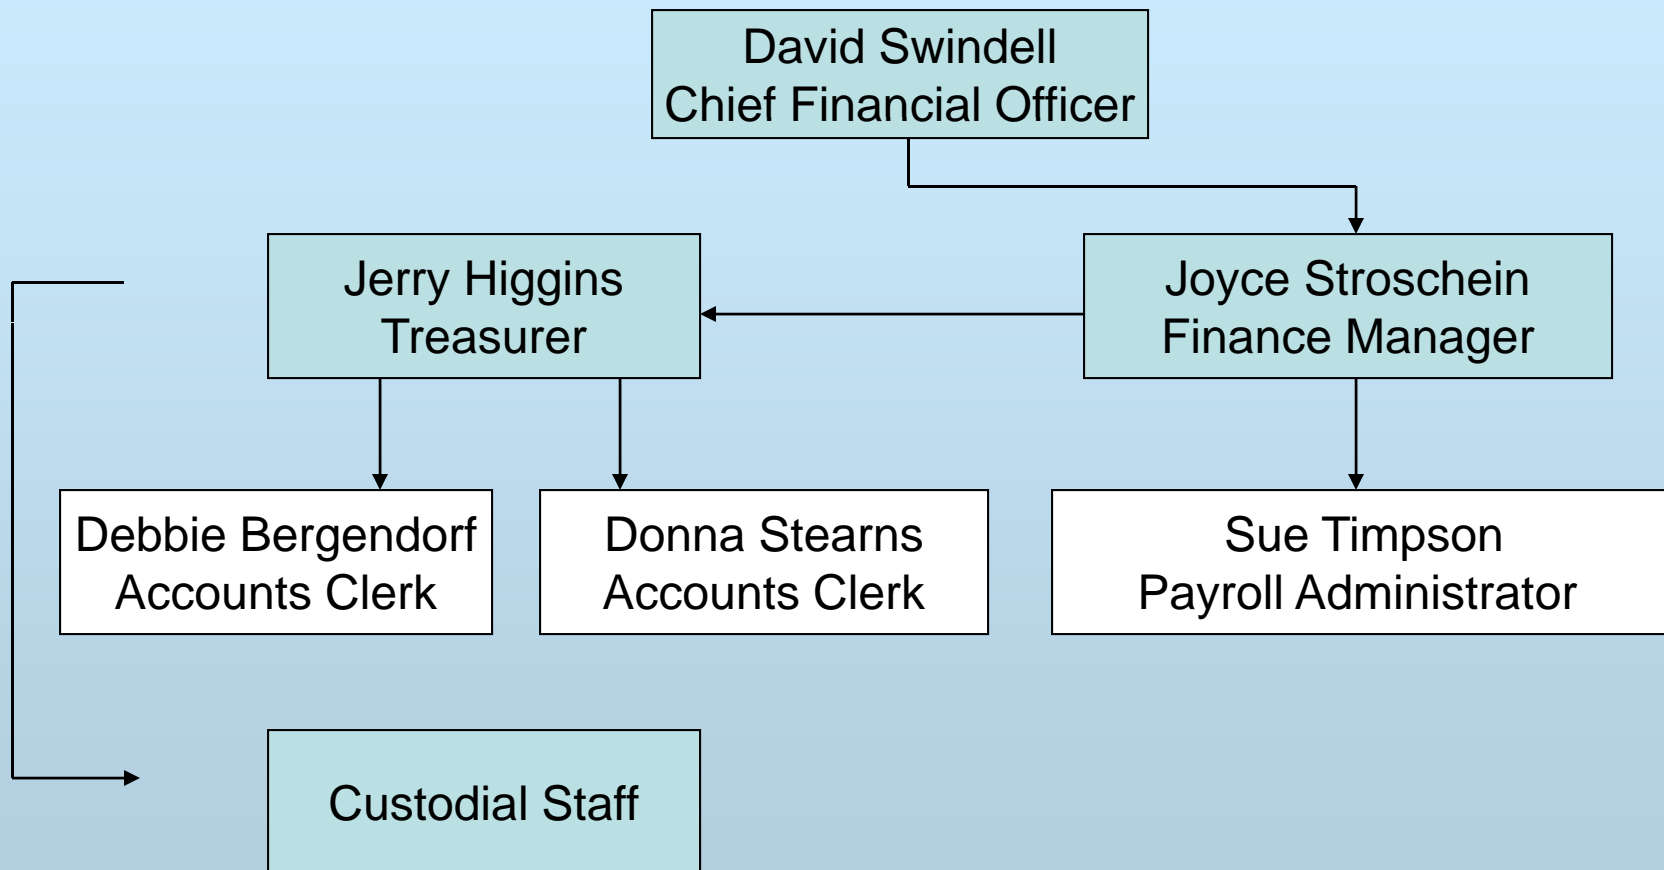 David Swindell
Chief Financial Officer
Jerry Higgins
Treasurer
Joyce Stroschein
Finance Manager
Debbie Bergendorf
Accounts Clerk
Donna Stearns
Accounts Clerk
Sue Timpson
Payroll Administrator
Custodial Staff